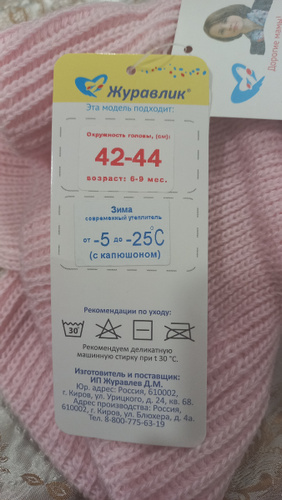 Журавлик®
Дорогие мамы!
Эта модель подходит:
Окружность головы, (см):
42-44
возраст: 6-9 мес.
Зима
современный утеплитель
от -5 до -25°C
(с капюшоном)
Рекомендации по уходу:
30
Рекомендуем деликатную
машинную стирку при t 30 °C.
Изготовитель и поставщик:
ИП Журавлев Д.М.
Юр. адрес: Россия, 610002,
г. Киров, ул. Урицкого, д. 24, кв. 68.
Адрес производства: Россия,
610002, г. Киров, ул. Блюхера, д. 4а.
Тел. 8-800-775-63-19